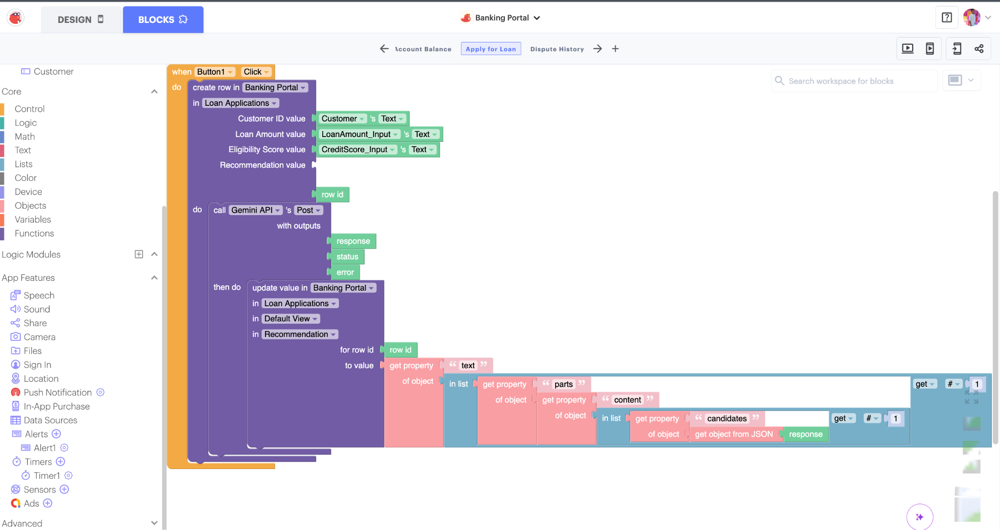 DESIGN
BLOCKS
Banking Portal
Account Balance
Apply for Loan
Dispute History
Customer
Core
Control
Logic
Math
Text
Lists
Color
Device
Objects
Variables
Functions
Logic Modules
App Features
Speech
Sound
Share
Camera
Files
Sign In
Location
Push Notification
In-App Purchase
Data Sources
Alerts
Alert1
Timers
Timer1
Sensors
Ads
Advanced
Search workspace for blocks
when Button1 Click
do create row in Banking Portal
in Loan Applications
Customer ID value Customer 's Text
Loan Amount value LoanAmount_Input 's Text
Eligibility Score value CreditScore_Input 's Text
Recommendation value
row id
do call Gemini API 's Post
with outputs
response
status
error
then do update value in Banking Portal
in Loan Applications
in Default View
in Recommendation
for row id row id
to value get property “ text ”
of object in list get property “ parts ” get # 1
of object get property “ content ”
of object in list get property “ candidates ” get # 1
of object get object from JSON response